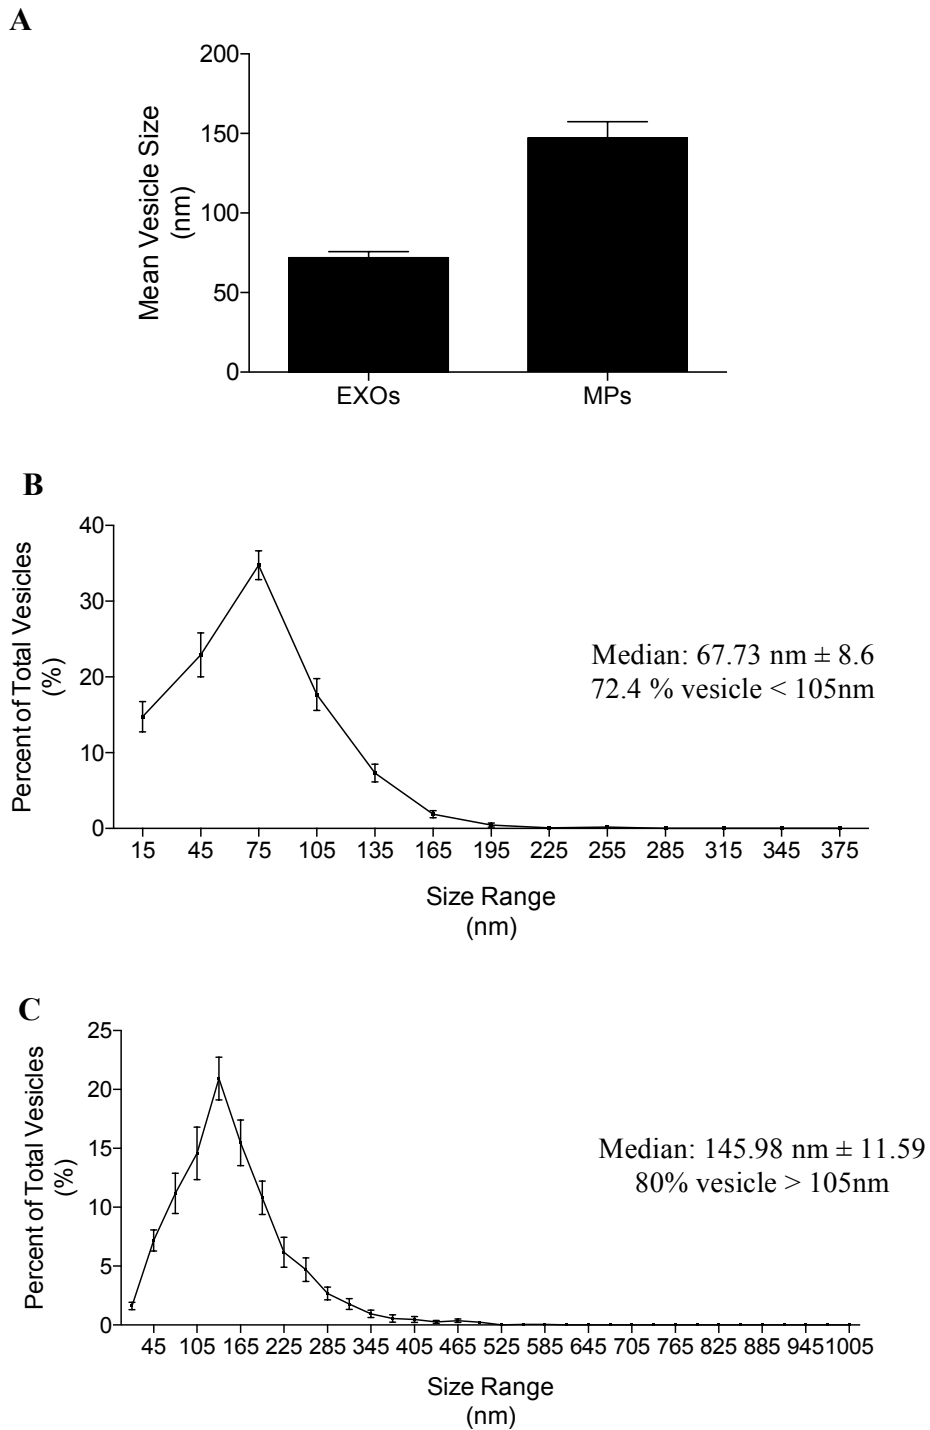 A
200
150
100
50
0
Mean Vesicle Size
(nm)
EXOs
MPs
B
40
30
20
10
0
Percent of Total Vesicles
(%)
Median: 67.73 nm ± 8.6
72.4 % vesicle < 105nm
15 45 75 105 135 165 195 225 255 285 315 345 375
Size Range
(nm)
C
25
20
15
10
5
0
Percent of Total Vesicles
(%)
Median: 145.98 nm ± 11.59
80% vesicle > 105nm
45 105 165 225 285 345 405 465 525 585 645 705 765 825 885 945 1005
Size Range
(nm)